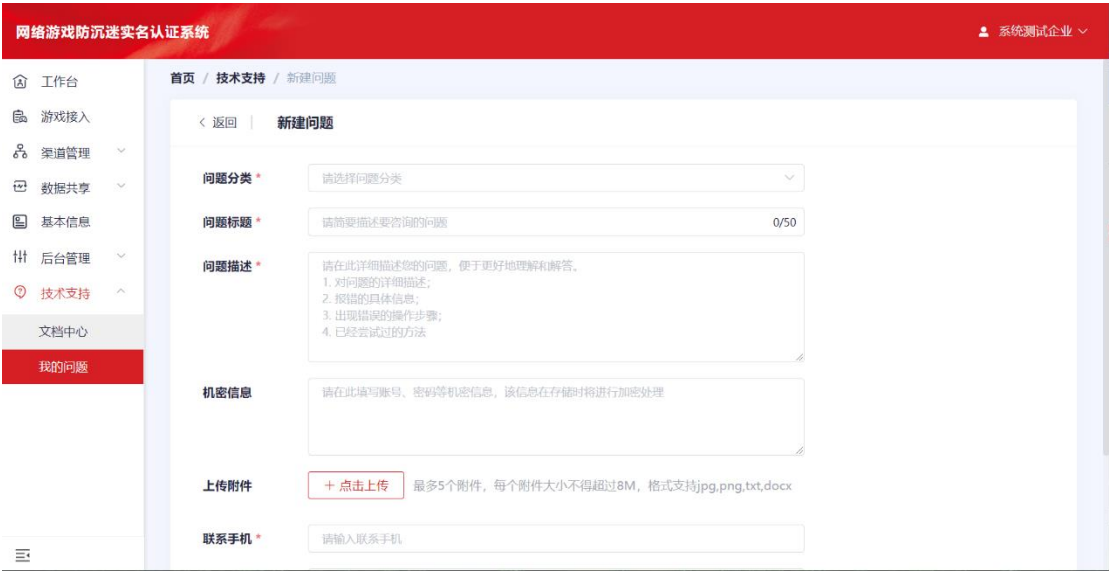 网络游戏防沉迷实名认证系统
系统测试企业
工作台
游戏接入
渠道管理
数据共享
基本信息
后台管理
技术支持
文档中心
我的问题
首页 / 技术支持 / 新建问题
返回 新建问题
问题分类 * 请选择问题分类
问题标题 * 请简要描述要咨询的问题 0/50
问题描述 * 请在此详细描述您的问题，便于更好地理解和解答。
1. 对问题的详细描述；
2. 报错的具体信息；
3. 出现错误的操作步骤；
4. 已经尝试过的方法
机密信息 请在此填写账号、密码等机密信息，该信息在存储时将进行加密处理
上传附件 + 点击上传 最多5个附件，每个附件大小不得超过8M，格式支持jpg,png,txt,docx
联系手机 * 请输入联系手机